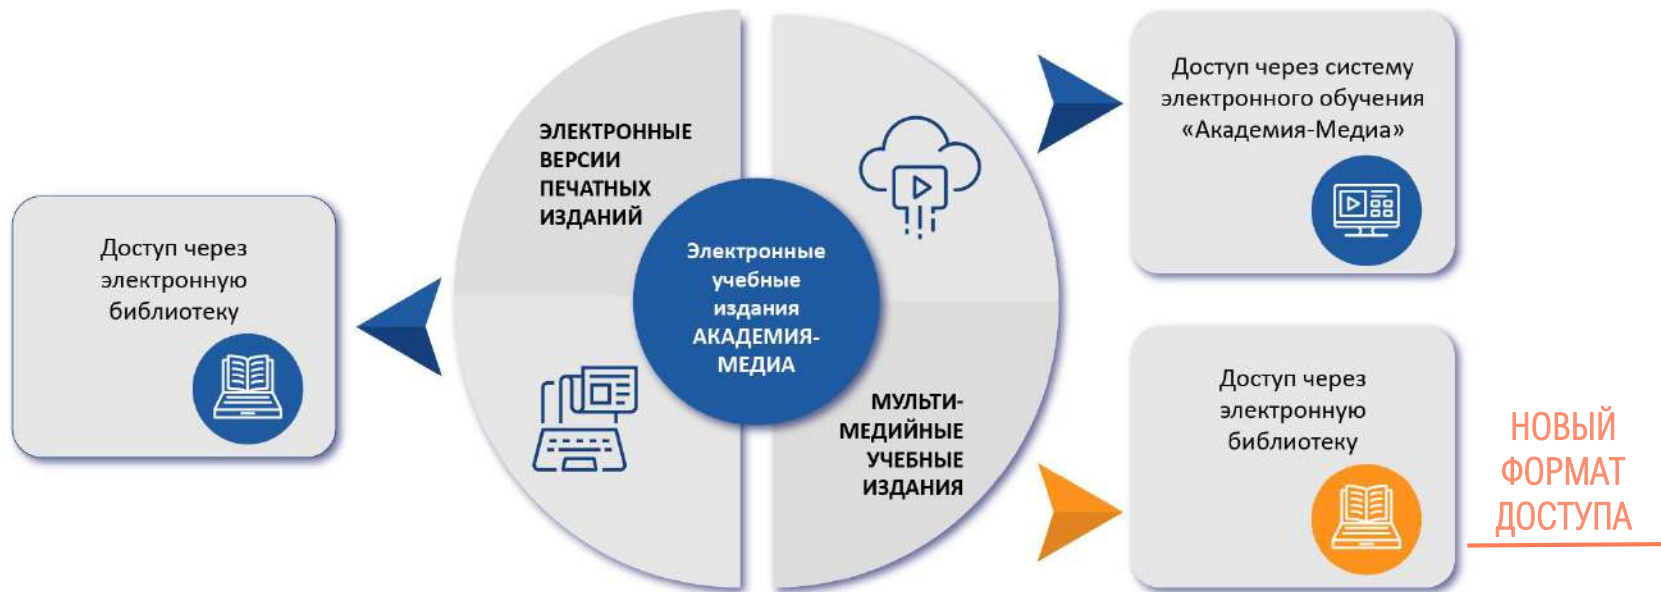 Доступ через
электронную
библиотеку
ЭЛЕКТРОННЫЕ
ВЕРСИИ
ПЕЧАТНЫХ
ИЗДАНИЙ
Электронные
учебные
издания
АКАДЕМИЯ-
МЕДИА
МУЛЬТИ-
МЕДИЙНЫЕ
УЧЕБНЫЕ
ИЗДАНИЯ
Доступ через систему
электронного обучения
«Академия-Медиа»
Доступ через
электронную
библиотеку
НОВЫЙ
ФОРМАТ
ДОСТУПА